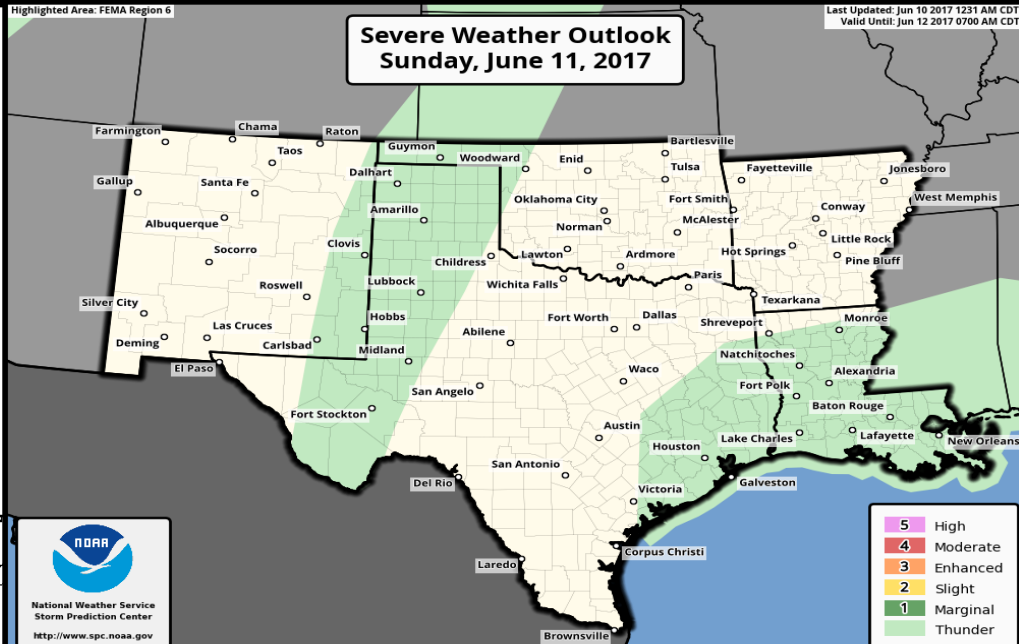 Highlighted Area: FEMA Region 6
Last Updated: Jun 10 2017 1231 AM CDT
Valid Until: Jun 12 2017 0700 AM CDT
Severe Weather Outlook
Sunday, June 11, 2017
Farmington
Chama
Raton
Guymon
Bartlesville
Taos
Woodward
Enid
Tulsa
Fayetteville
Jonesboro
Gallup
Santa Fe
Dalhart
Oklahoma City
Fort Smith
West Memphis
Albuquerque
Amarillo
Norman
McAlester
Conway
Socorro
Clovis
Childress
Lawton
Ardmore
Hot Springs
Little Rock
Pine Bluff
Roswell
Lubbock
Wichita Falls
Paris
Silver City
Texarkana
Las Cruces
Hobbs
Abilene
Fort Worth
Dallas
Shreveport
Monroe
Deming
Carlsbad
Midland
Natchitoches
El Paso
Waco
Alexandria
San Angelo
Fort Polk
Fort Stockton
Baton Rouge
Austin
Houston
Lake Charles
Lafayette
New Orleans
San Antonio
Del Rio
Victoria
Galveston
Corpus Christi
Laredo
Brownsville
NOAA
National Weather Service
Storm Prediction Center
http://www.spc.noaa.gov
5 High
4 Moderate
3 Enhanced
2 Slight
1 Marginal
Thunder